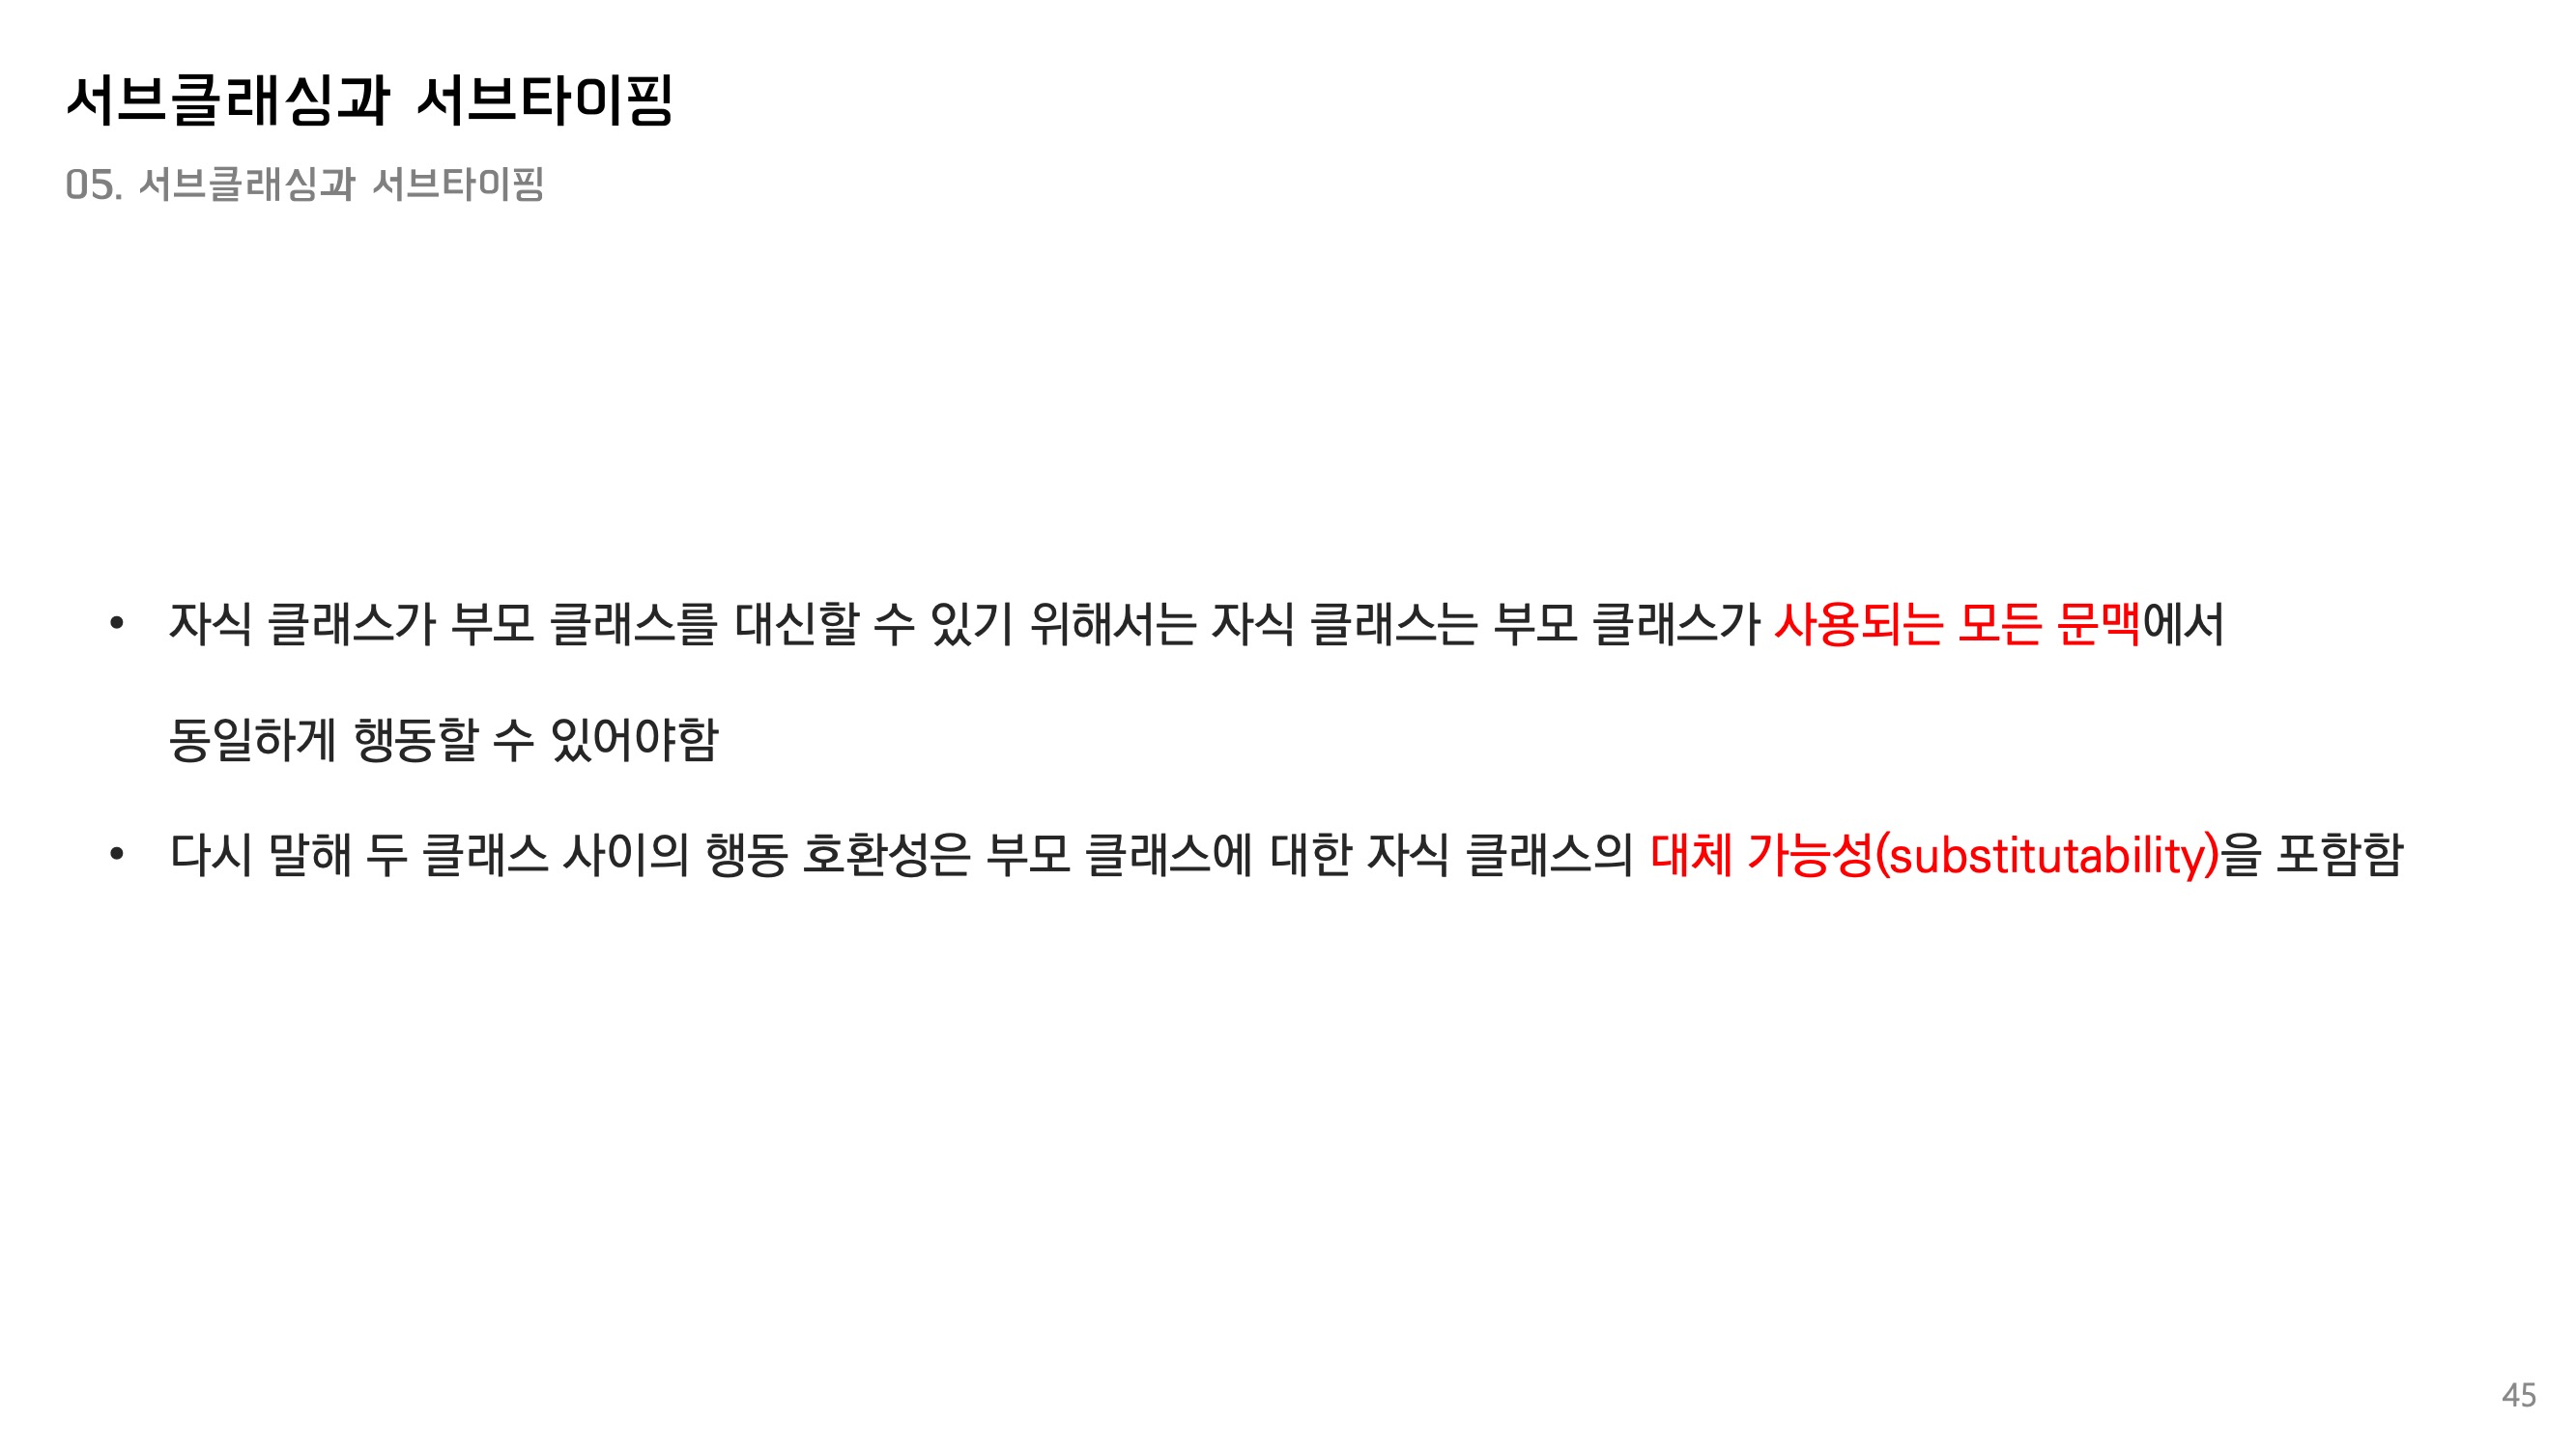 서브클래싱과 서브타이핑
05. 서브클래싱과 서브타이핑
• 자식 클래스가 부모 클래스를 대신할 수 있기 위해서는 자식 클래스는 부모 클래스가 사용되는 모든 문맥에서
동일하게 행동할 수 있어야함
• 다시 말해 두 클래스 사이의 행동 호환성은 부모 클래스에 대한 자식 클래스의 대체 가능성(substitutability)을 포함함
45